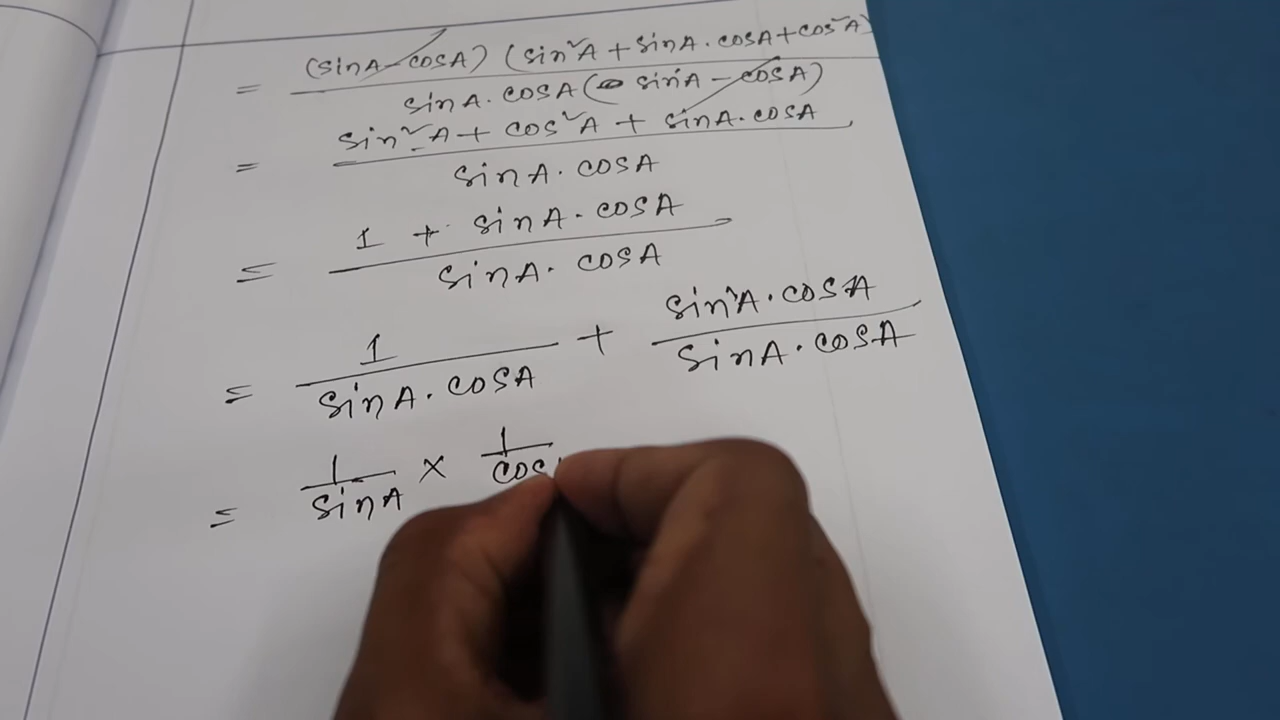 = (sinA-cosA) (sin²A + sinA.cosA+cos²A)
sinA.cosA( sinA - cosA)
= sin²A + cos²A + sinA.cosA
sinA.cosA
= 1 + sinA.cosA
sinA.cosA
= 1 + sinA.cosA
sinA.cosA sinA.cosA
= 1 × 1
sinA cos